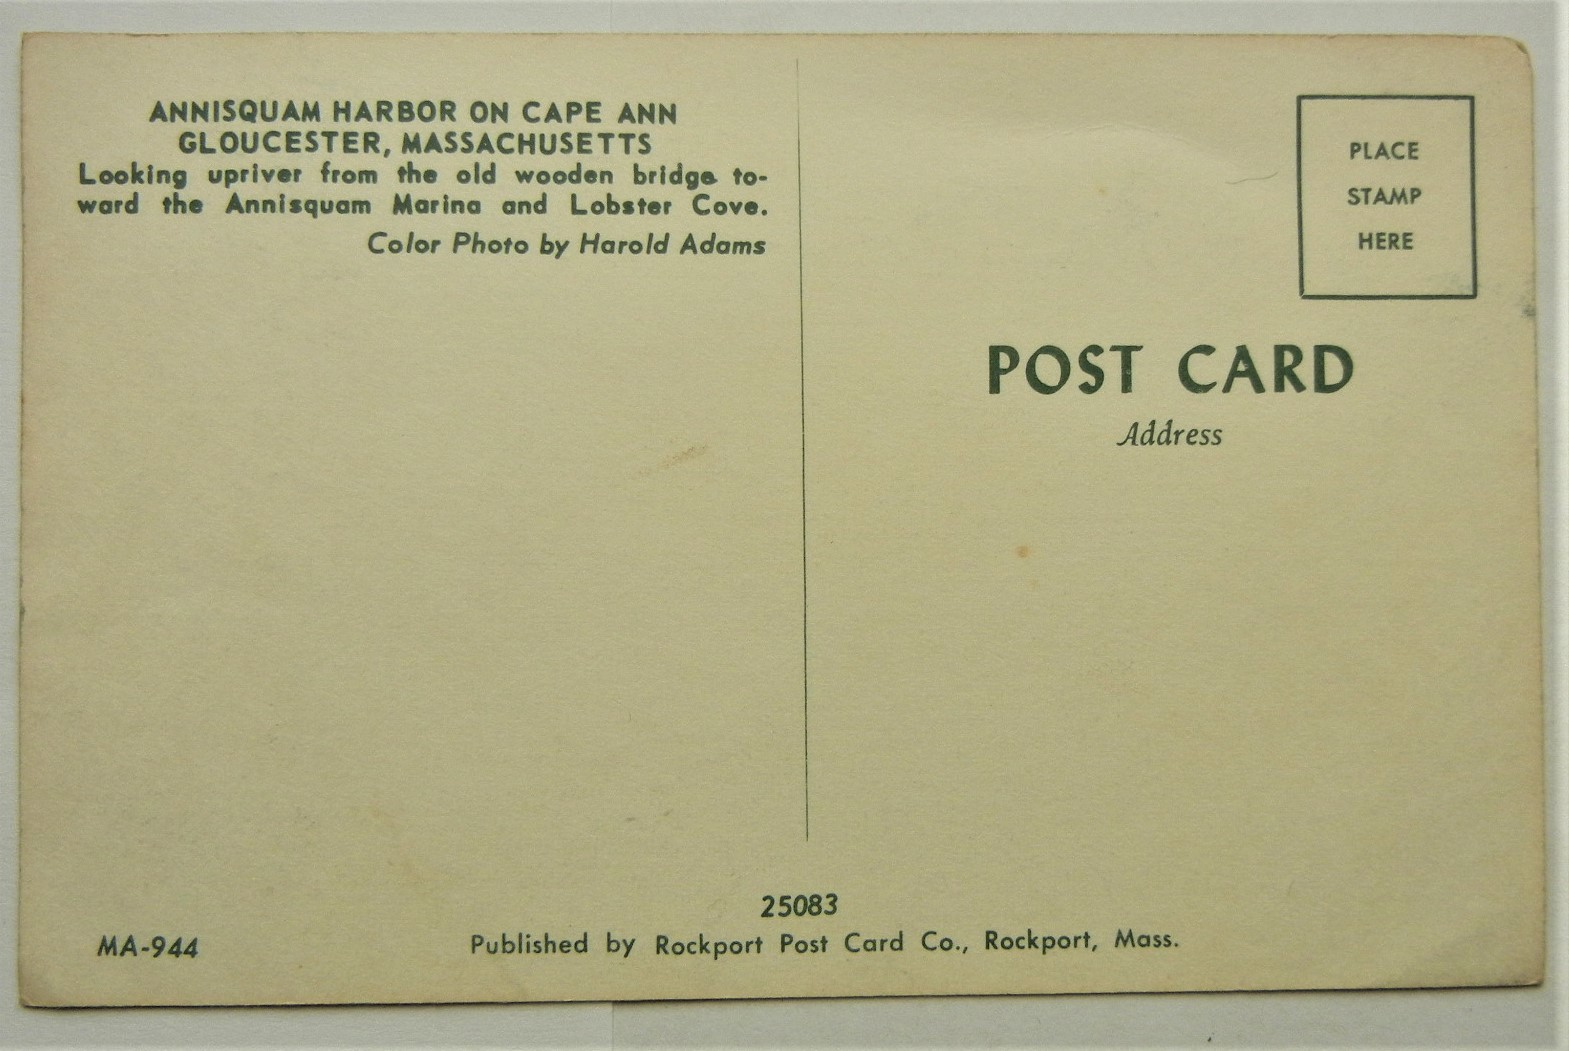 ANNISQUAM HARBOR ON CAPE ANN
GLOUCESTER, MASSACHUSETTS
Looking upriver from the old wooden bridge to-
ward the Annisquam Marina and Lobster Cove.
Color Photo by Harold Adams
PLACE
STAMP
HERE
POST CARD
Address
25083
MA-944
Published by Rockport Post Card Co., Rockport, Mass.